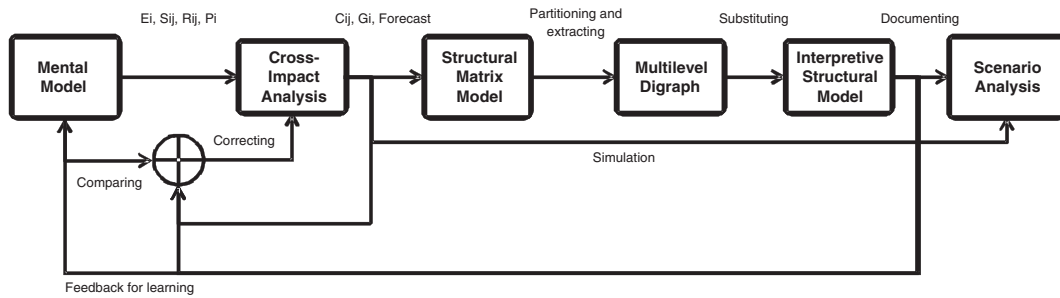 Ei, Sij, Rij, Pi
Cij, Gi, Forecast
Partitioning and
extracting
Substituting
Documenting
Mental
Model
Cross-
Impact
Analysis
Structural
Matrix
Model
Multilevel
Digraph
Interpretive
Structural
Model
Scenario
Analysis
Correcting
Comparing
Simulation
Feedback for learning